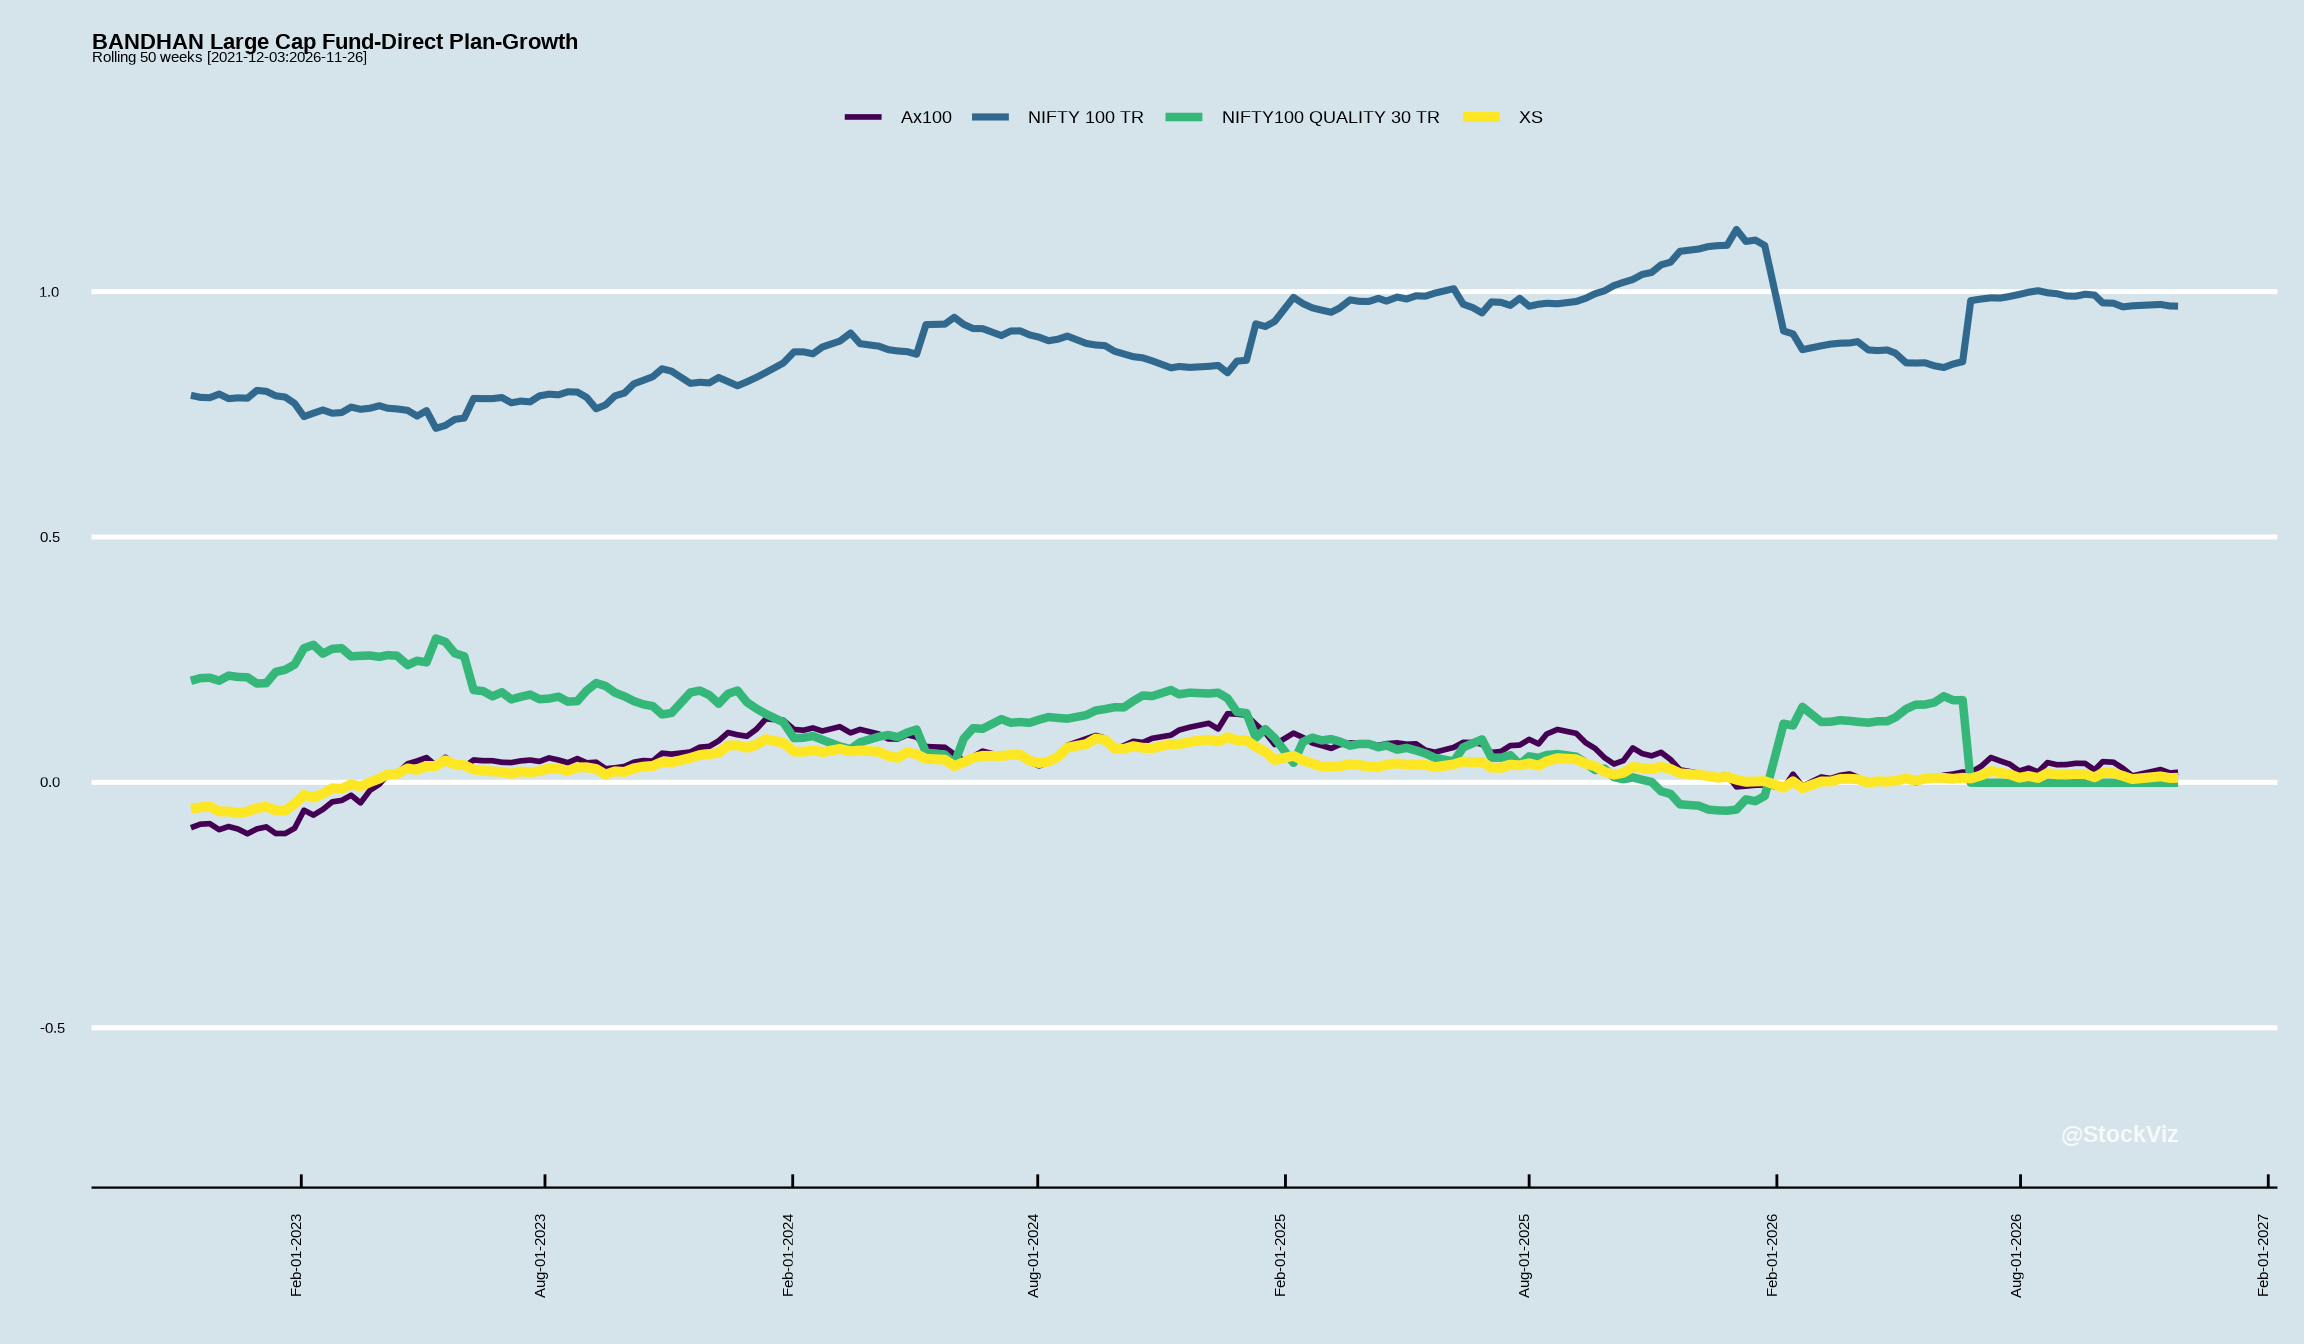 BANDHAN Large Cap Fund-Direct Plan-Growth
Rolling 50 weeks [2021-12-03:2026-11-26]
Ax100 NIFTY 100 TR NIFTY100 QUALITY 30 TR XS
1.0
0.5
0.0
-0.5
@StockViz
Feb-01-2023 Aug-01-2023 Feb-01-2024 Aug-01-2024 Feb-01-2025 Aug-01-2025 Feb-01-2026 Aug-01-2026 Feb-01-2027